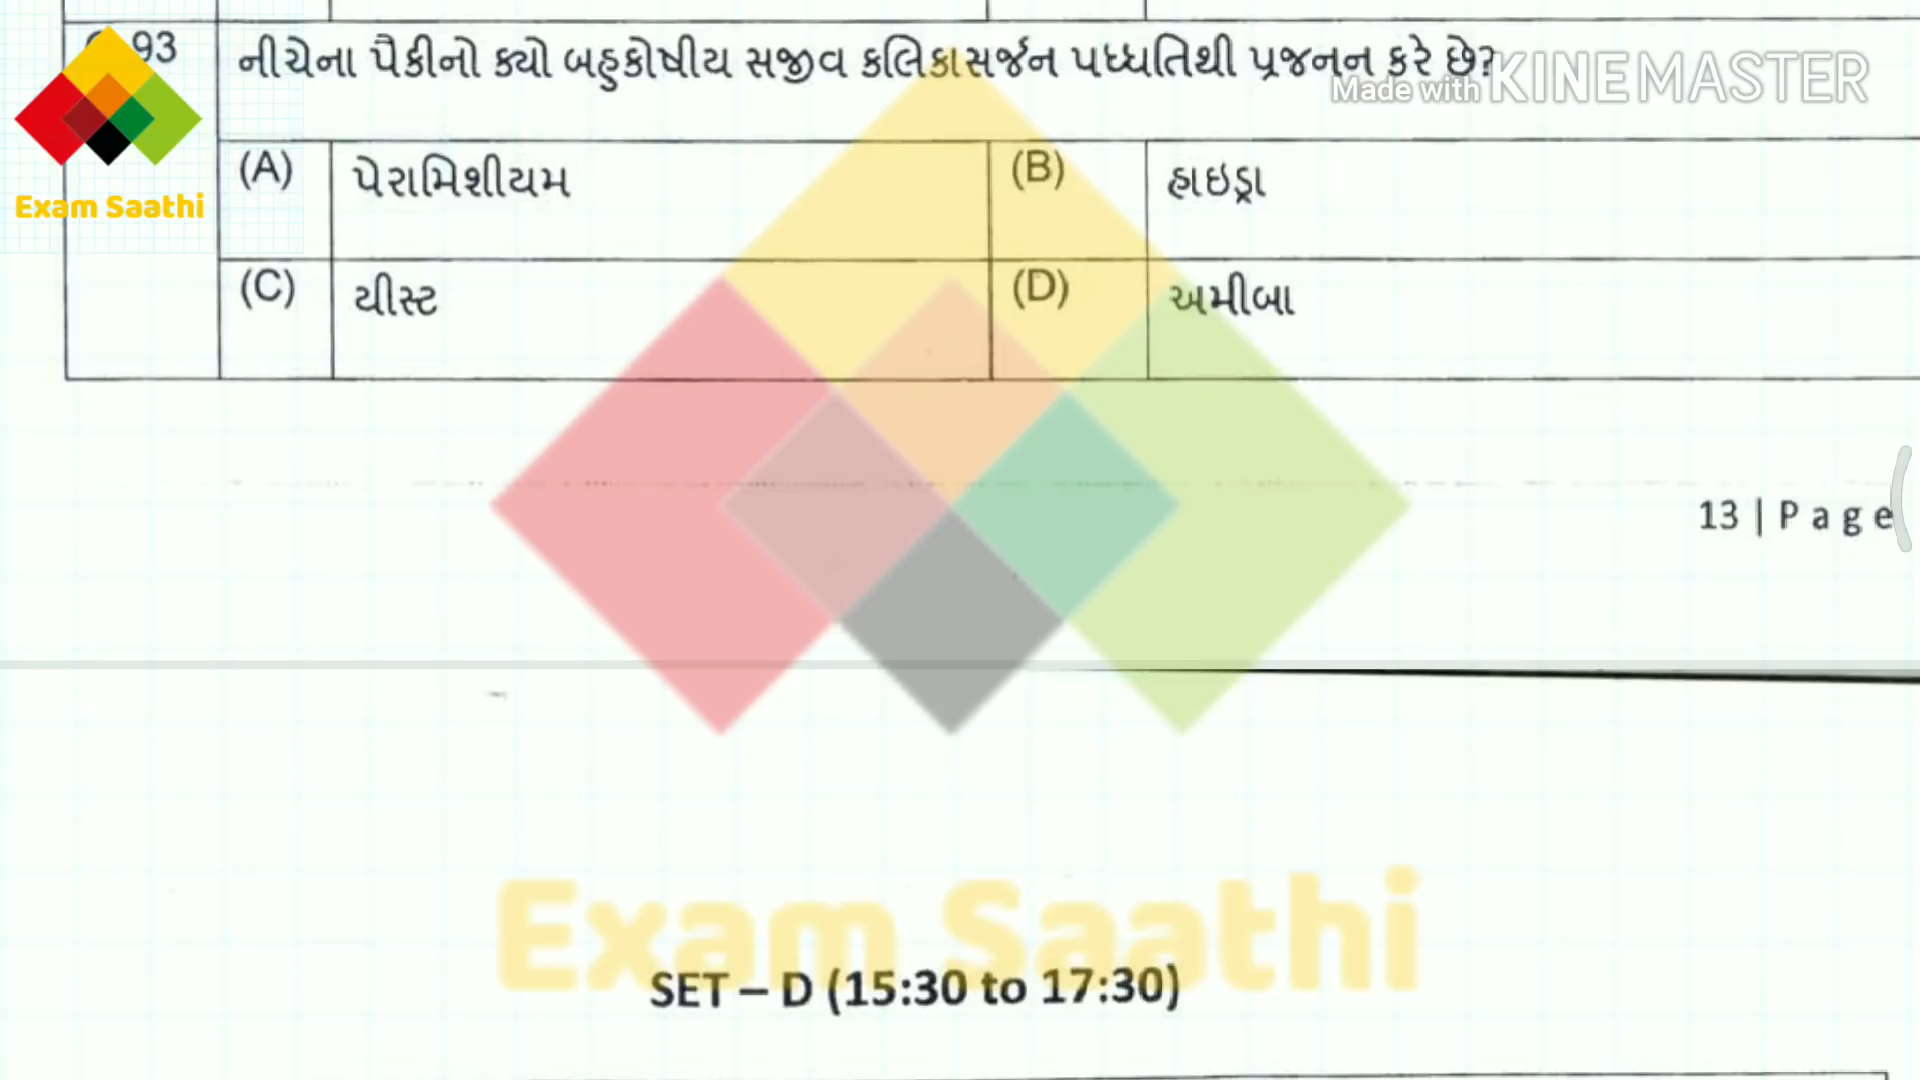 93
નીચેના પૈકીનો ક્યો બહુકોષીય સજીવ કલિકાસર્જન પધ્ધતિથી પ્રજનન કરે છે?
Made with KINEMASTER
(A) પેરામિશીયમ (B) હાઇડ્રા
Exam Saathi
(C) યીસ્ટ (D) અમીબા
13 | P a g e
Exam Saathi
SET – D (15:30 to 17:30)